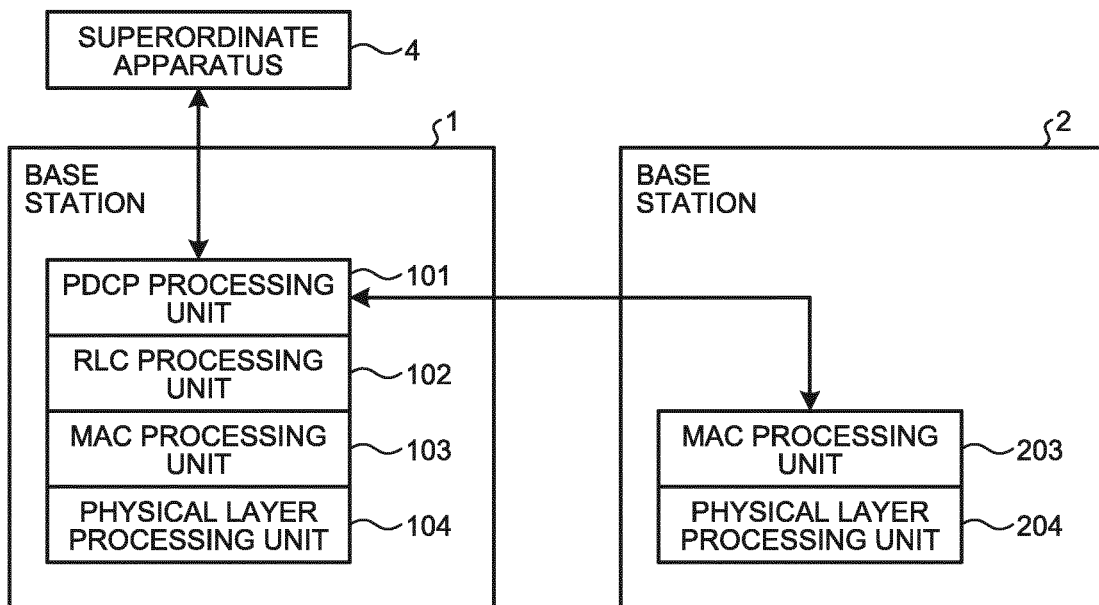 SUPERORDINATE
APPARATUS
4
1
2
BASE
STATION
BASE
STATION
PDCP PROCESSING
UNIT
101
RLC PROCESSING
UNIT
102
MAC PROCESSING
UNIT
103
PHYSICAL LAYER
PROCESSING UNIT
104
MAC PROCESSING
UNIT
203
PHYSICAL LAYER
PROCESSING UNIT
204